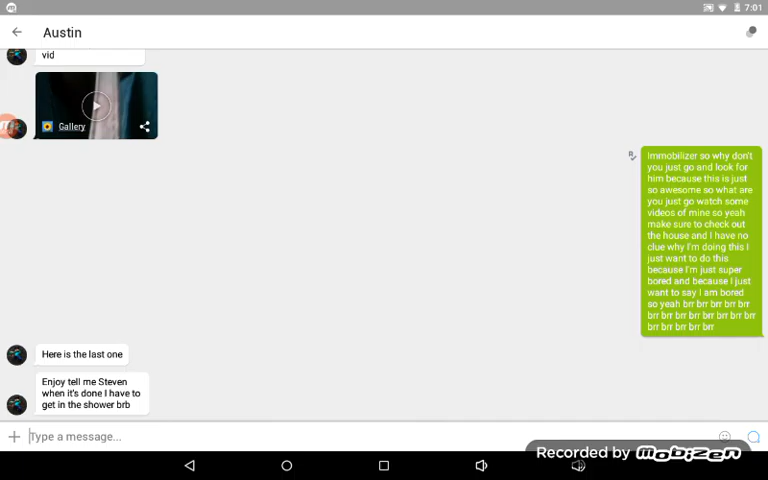 7:01
Austin
vid
Gallery
Immobilizer so why don't
you just go and look for
him because this is just
so awesome so what are
you just go watch some
videos of mine so yeah
make sure to check out
the house and I have no
clue why I'm doing this I
just want to do this
because I'm just super
bored and because I just
want to say I am bored
so yeah brr brr brr brr brr
brr brr brr brr brr brr brr brr
brr brr brr brr brr
Here is the last one
Enjoy tell me Steven
when it's done I have to
get in the shower brb
Type a message...
Recorded by mobizen